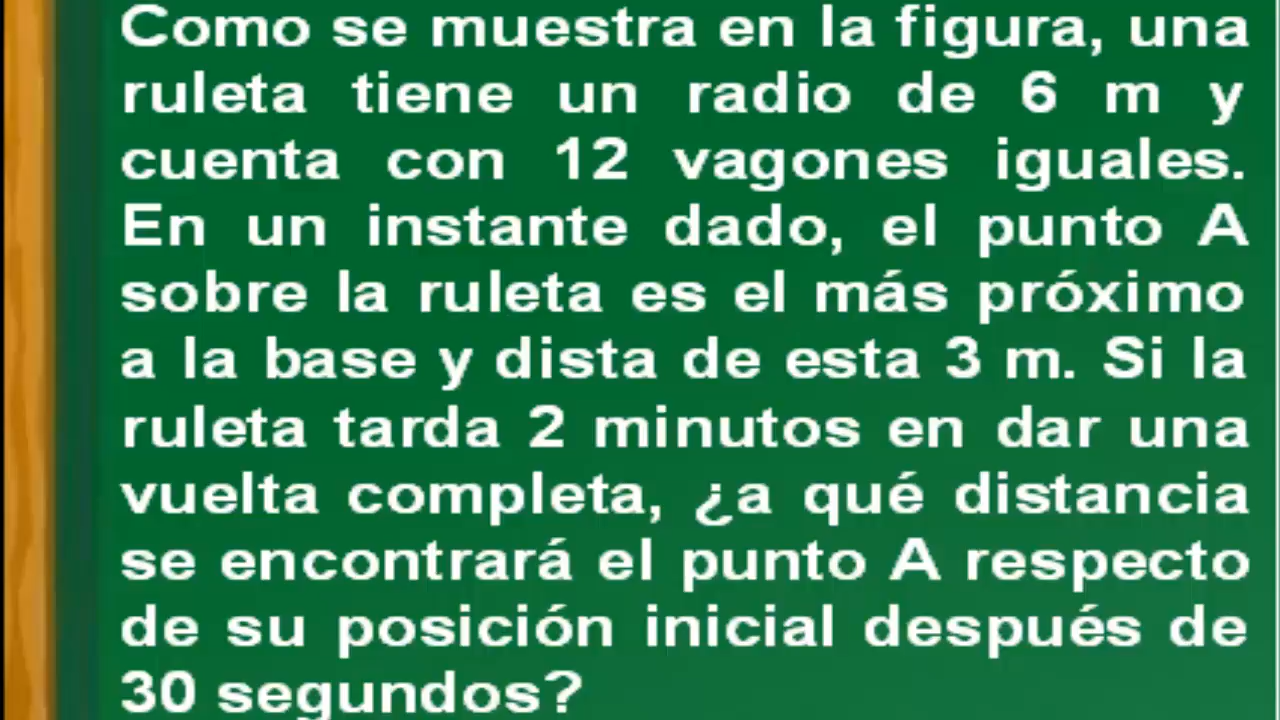 Como se muestra en la figura, una
ruleta tiene un radio de 6 m y
cuenta con 12 vagones iguales.
En un instante dado, el punto A
sobre la ruleta es el más próximo
a la base y dista de esta 3 m. Si la
ruleta tarda 2 minutos en dar una
vuelta completa, ¿a qué distancia
se encontrará el punto A respecto
de su posición inicial después de
30 segundos?